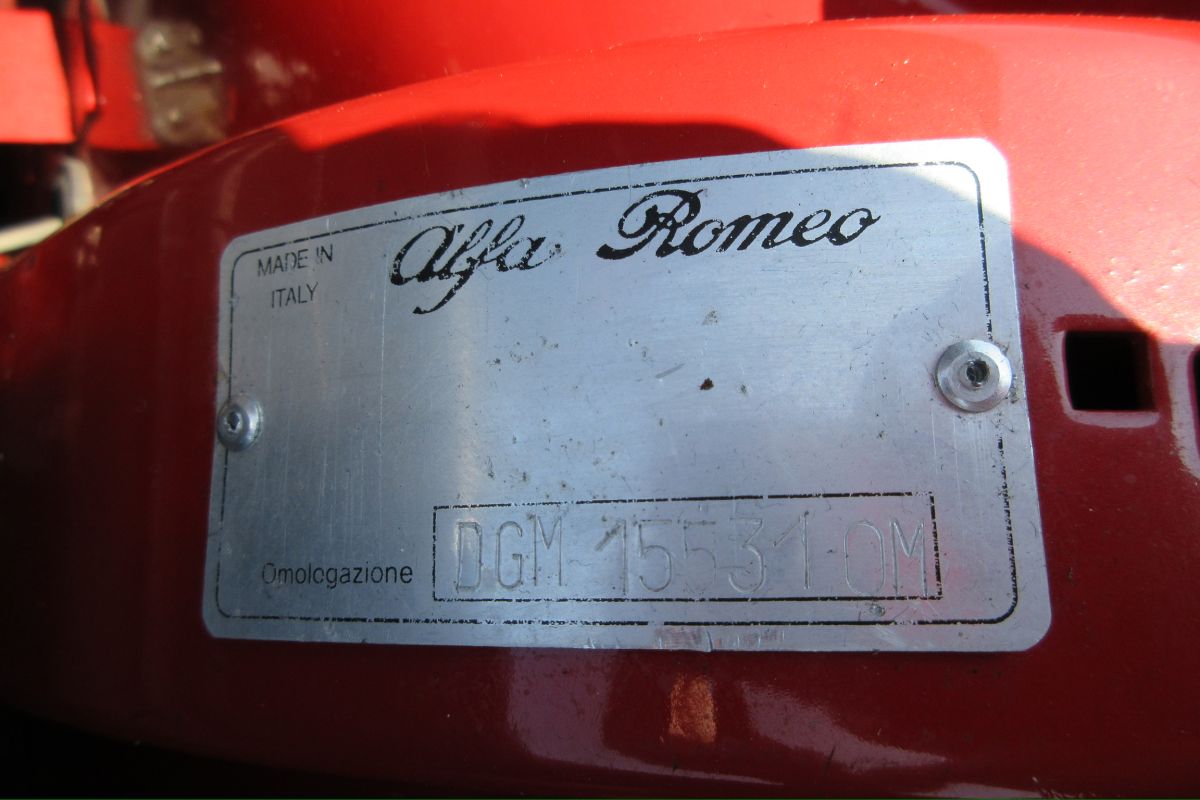 MADE IN
ITALY
Alfa Romeo
Omologazione DGM 15531 OM